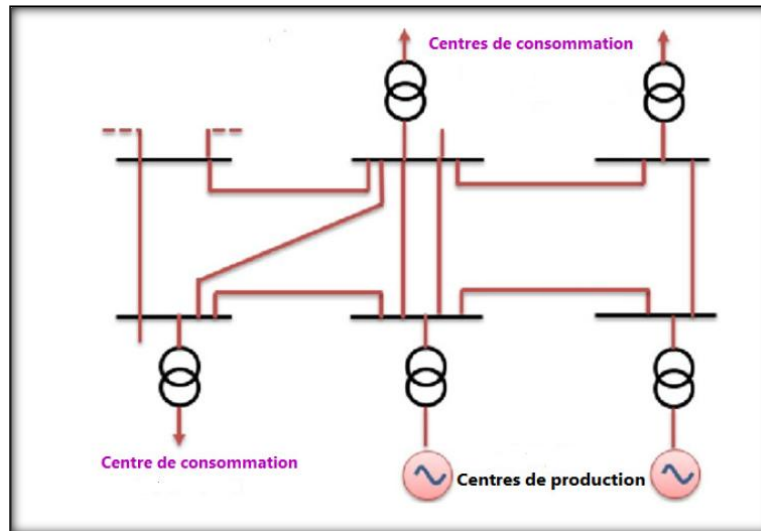 Centres de consommation
Centre de consommation
Centres de production